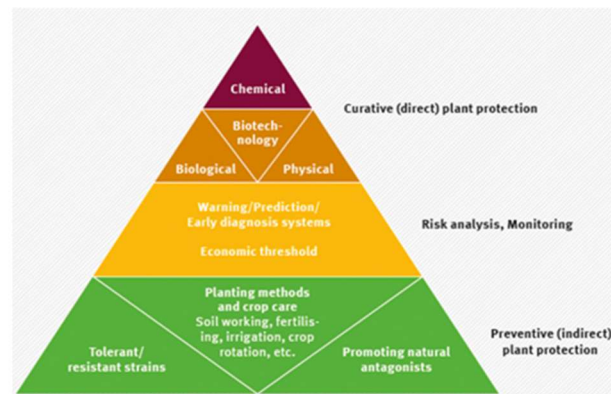 Chemical
Curative (direct) plant protection
Biotech-
nology
Biological
Physical
Warning/Prediction/
Early diagnosis systems
Economic threshold
Risk analysis, Monitoring
Planting methods
and crop care
Soil working, fertilis-
ing, irrigation, crop
rotation, etc.
Tolerant/
resistant strains
Promoting natural
antagonists
Preventive (indirect)
plant protection